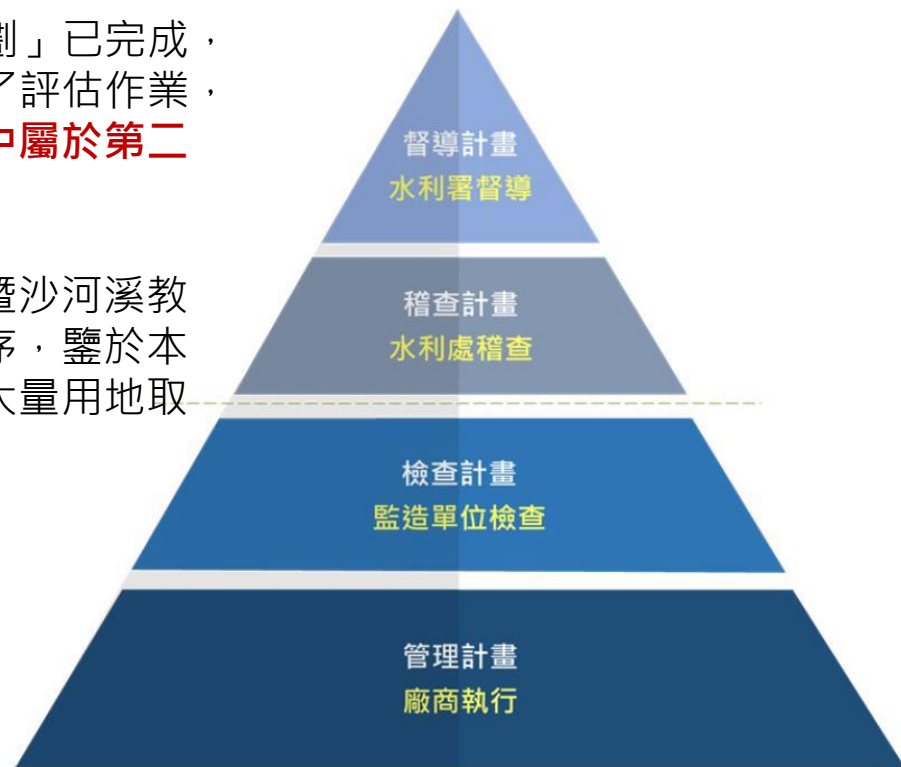 劃」已完成，
了評估作業，
中屬於第二
暨沙河溪教
序，鑒於本
大量用地取
督導計畫
水利署督導
稽查計畫
水利處稽查
檢查計畫
監造單位檢查
管理計畫
廠商執行